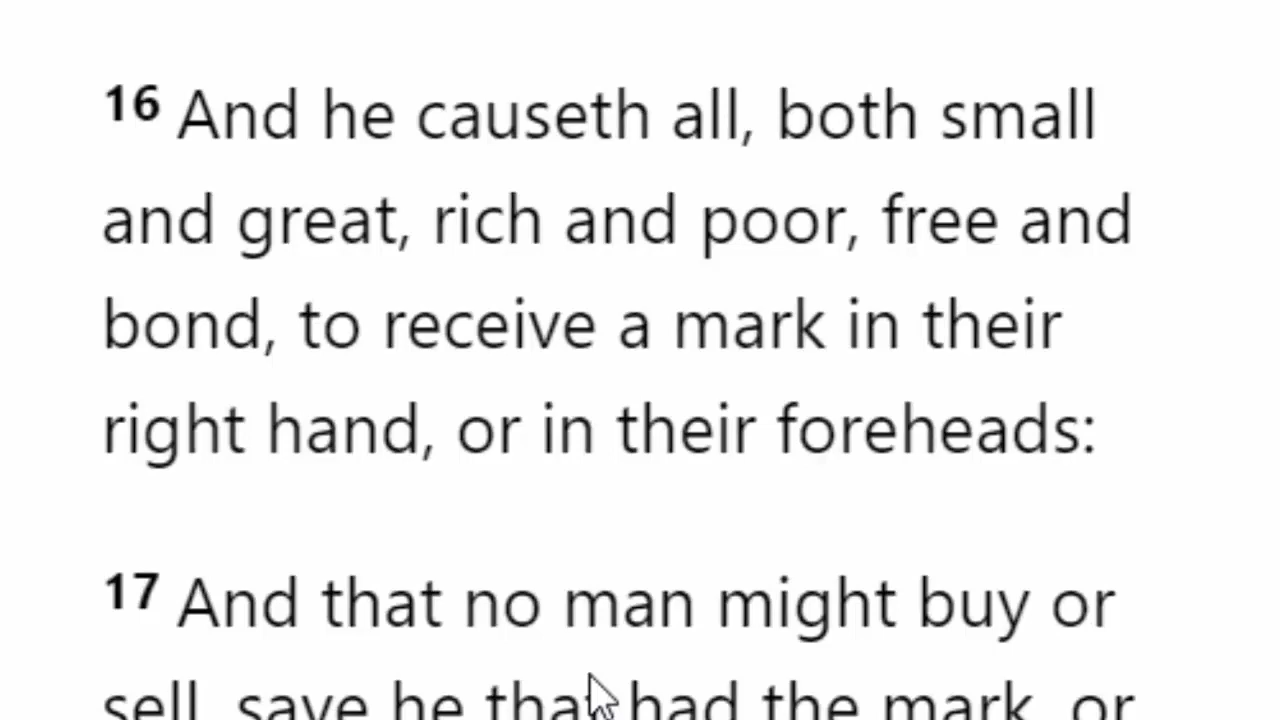 16 And he causeth all, both small
and great, rich and poor, free and
bond, to receive a mark in their
right hand, or in their foreheads:
17 And that no man might buy or
sell, save he that had the mark, or